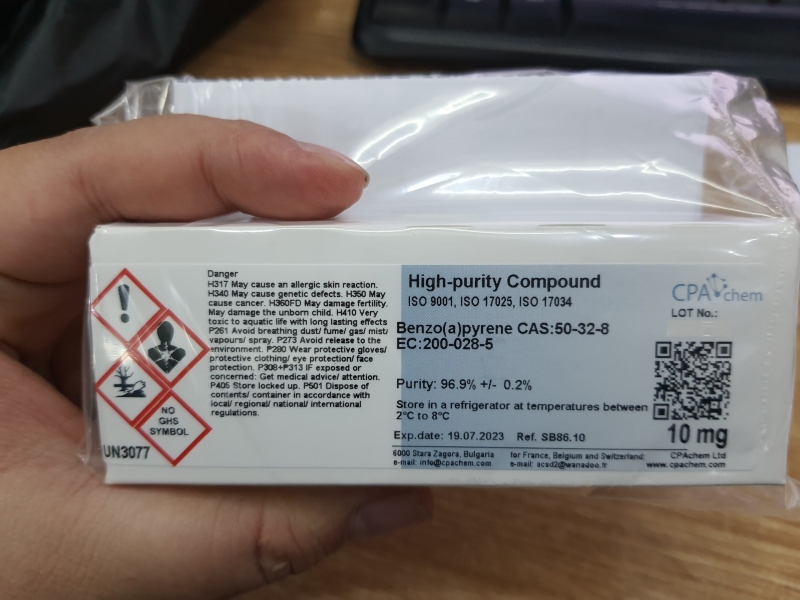 Danger
H317 May cause an allergic skin reaction.
H340 May cause genetic defects. H350 May
cause cancer. H360FD May damage fertility.
May damage the unborn child. H410 Very
toxic to aquatic life with long lasting effects
P261 Avoid breathing dust/ fume/ gas/ mist/
vapours/ spray. P273 Avoid release to the
environment. P280 Wear protective gloves/
protective clothing/ eye protection/ face
protection. P308+P313 IF exposed or
concerned: Get medical advice/ attention.
P405 Store locked up. P501 Dispose of
contents/ container in accordance with
local/ regional/ national/ international
regulations.
NO
GHS
SYMBOL
UN3077
High-purity Compound
ISO 9001, ISO 17025, ISO 17034
CPAchem
LOT No.:
Benzo(a)pyrene CAS:50-32-8
EC:200-028-5
Purity: 96.9% +/- 0.2%
Store in a refrigerator at temperatures between
2°C to 8°C
Exp.date: 19.07.2023 Ref. SB86.10
10 mg
6000 Stara Zagora, Bulgaria for France, Belgium and Switzerland: CPAchem Ltd
e-mail: info@cpachem.com e-mail: acsd2@wanadoo.fr www.cpachem.com